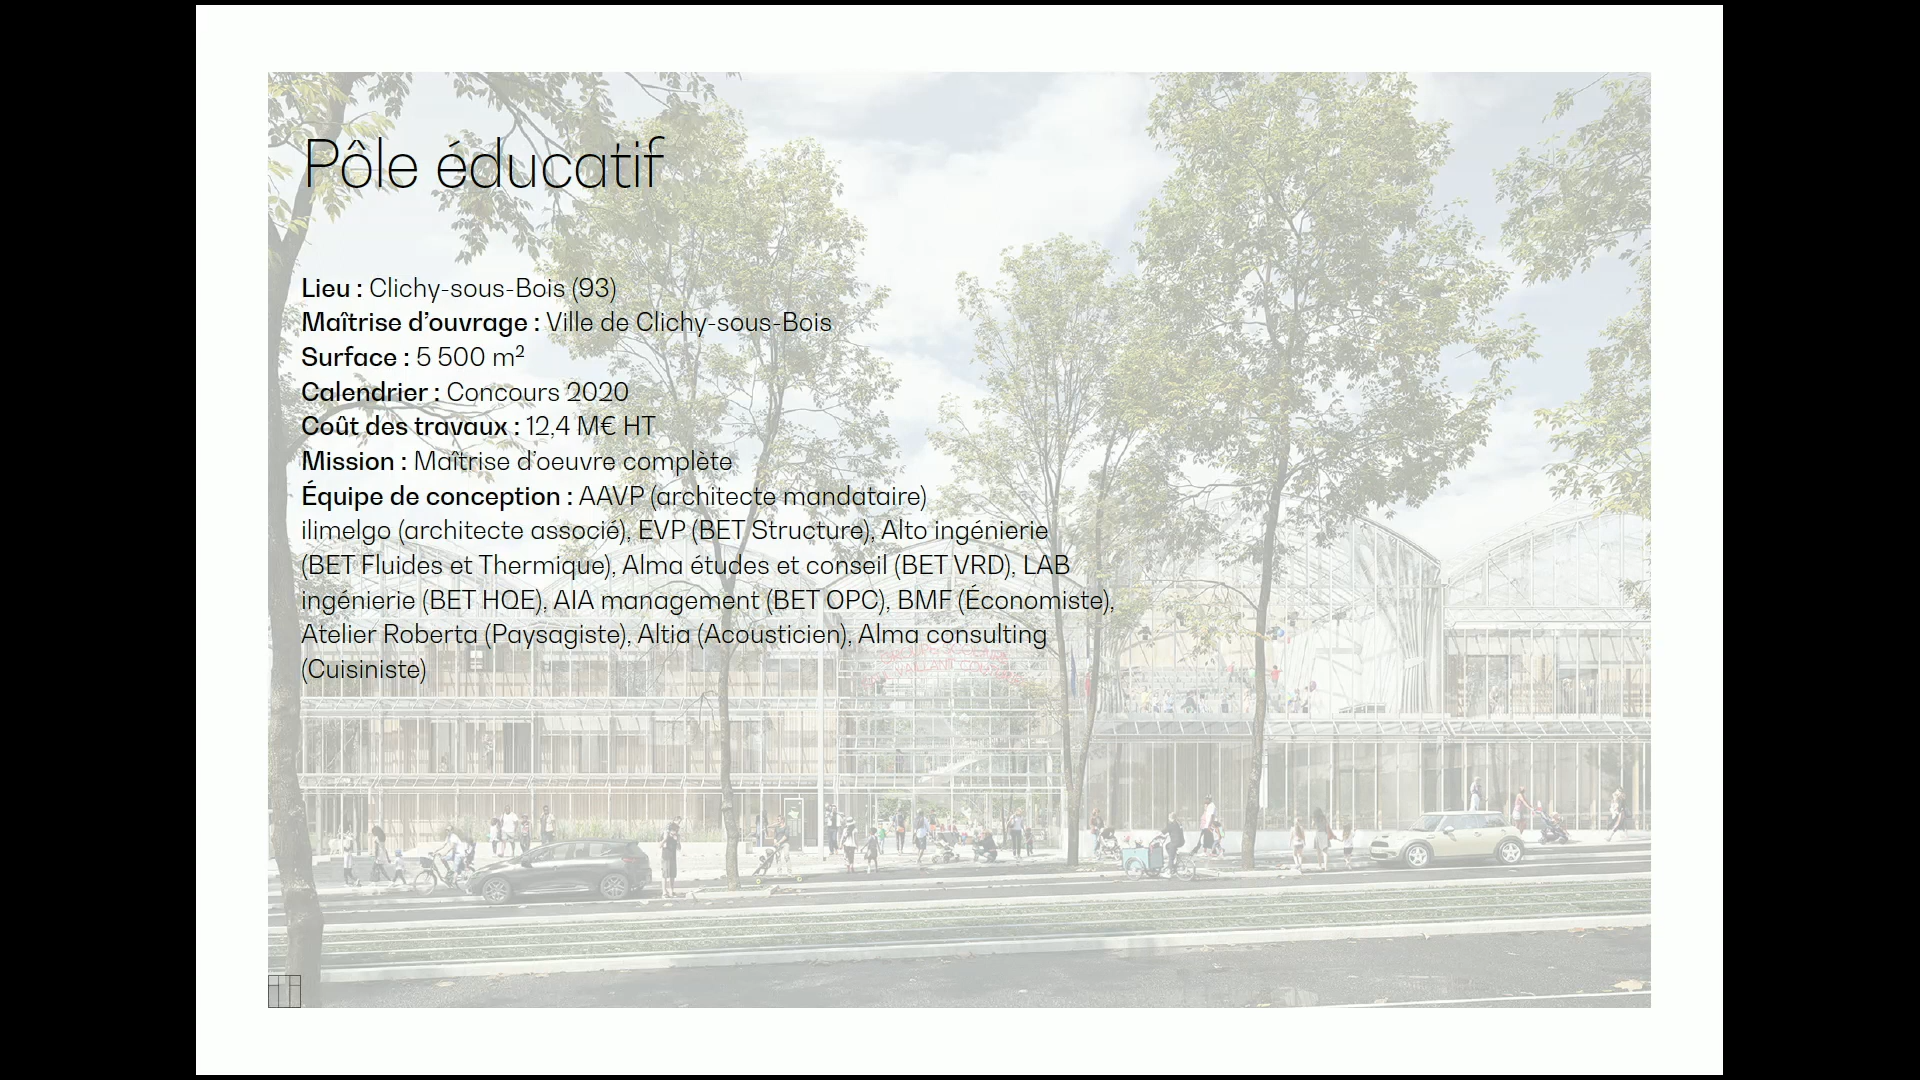 Pôle éducatif
Lieu : Clichy-sous-Bois (93)
Maîtrise d’ouvrage : Ville de Clichy-sous-Bois
Surface : 5 500 m²
Calendrier : Concours 2020
Coût des travaux : 12,4 M€ HT
Mission : Maîtrise d’oeuvre complète
Équipe de conception : AAVP (architecte mandataire)
ilimelgo (architecte associé), EVP (BET Structure), Alto ingénierie
(BET Fluides et Thermique), Alma études et conseil (BET VRD), LAB
ingénierie (BET HQE), AIA management (BET OPC), BMF (Économiste),
Atelier Roberta (Paysagiste), Altia (Acousticien), Alma consulting
(Cuisiniste)